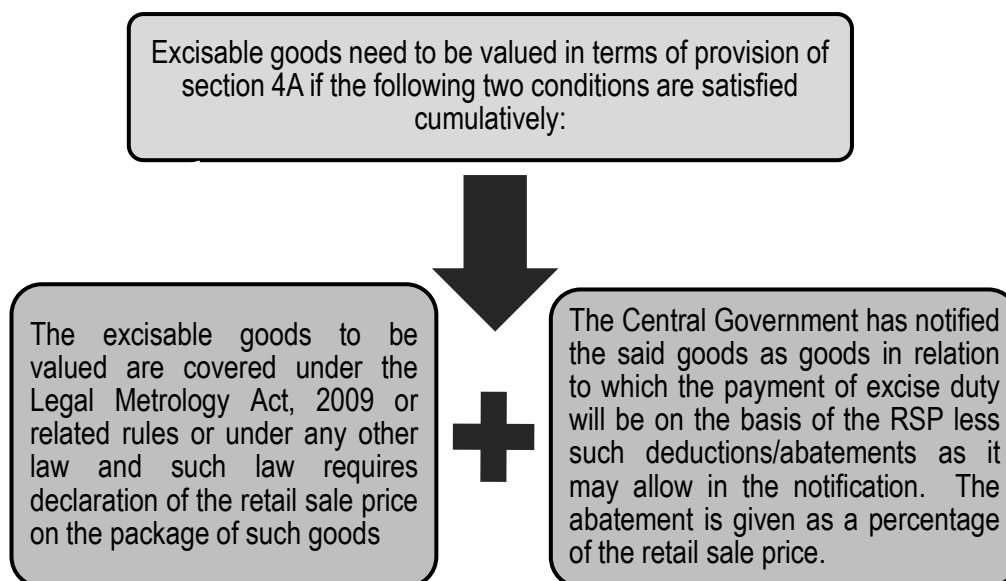 Excisable goods need to be valued in terms of provision of
section 4A if the following two conditions are satisfied
cumulatively:
The excisable goods to be
valued are covered under the
Legal Metrology Act, 2009 or
related rules or under any other
law and such law requires
declaration of the retail sale price
on the package of such goods
The Central Government has notified
the said goods as goods in relation
to which the payment of excise duty
will be on the basis of the RSP less
such deductions/abatements as it
may allow in the notification. The
abatement is given as a percentage
of the retail sale price.